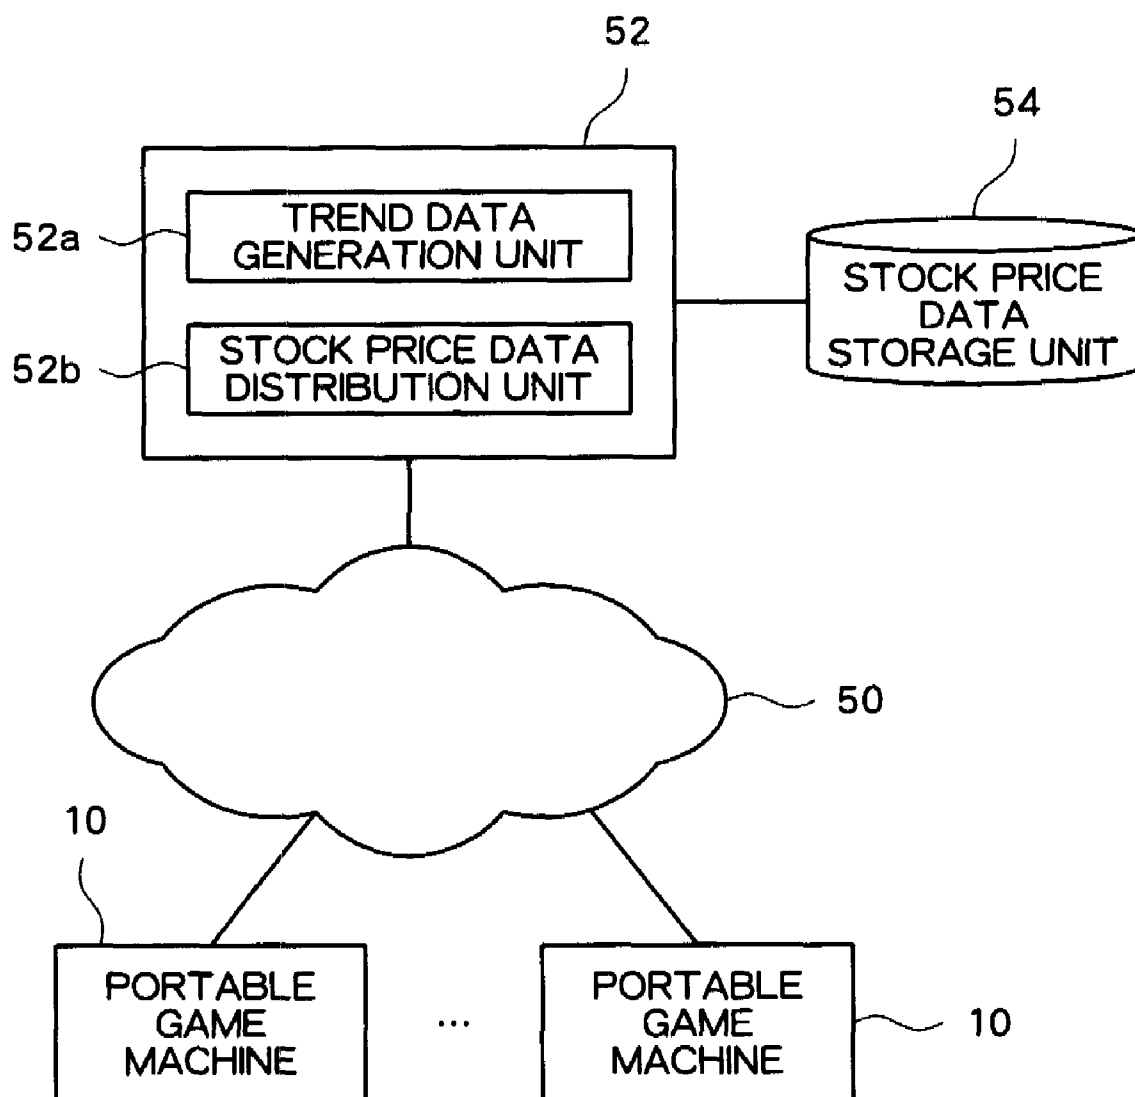 52
54
52a
TREND DATA
GENERATION UNIT
52b
STOCK PRICE DATA
DISTRIBUTION UNIT
STOCK PRICE
DATA
STORAGE UNIT
50
10
PORTABLE
GAME
MACHINE
...
PORTABLE
GAME
MACHINE
10